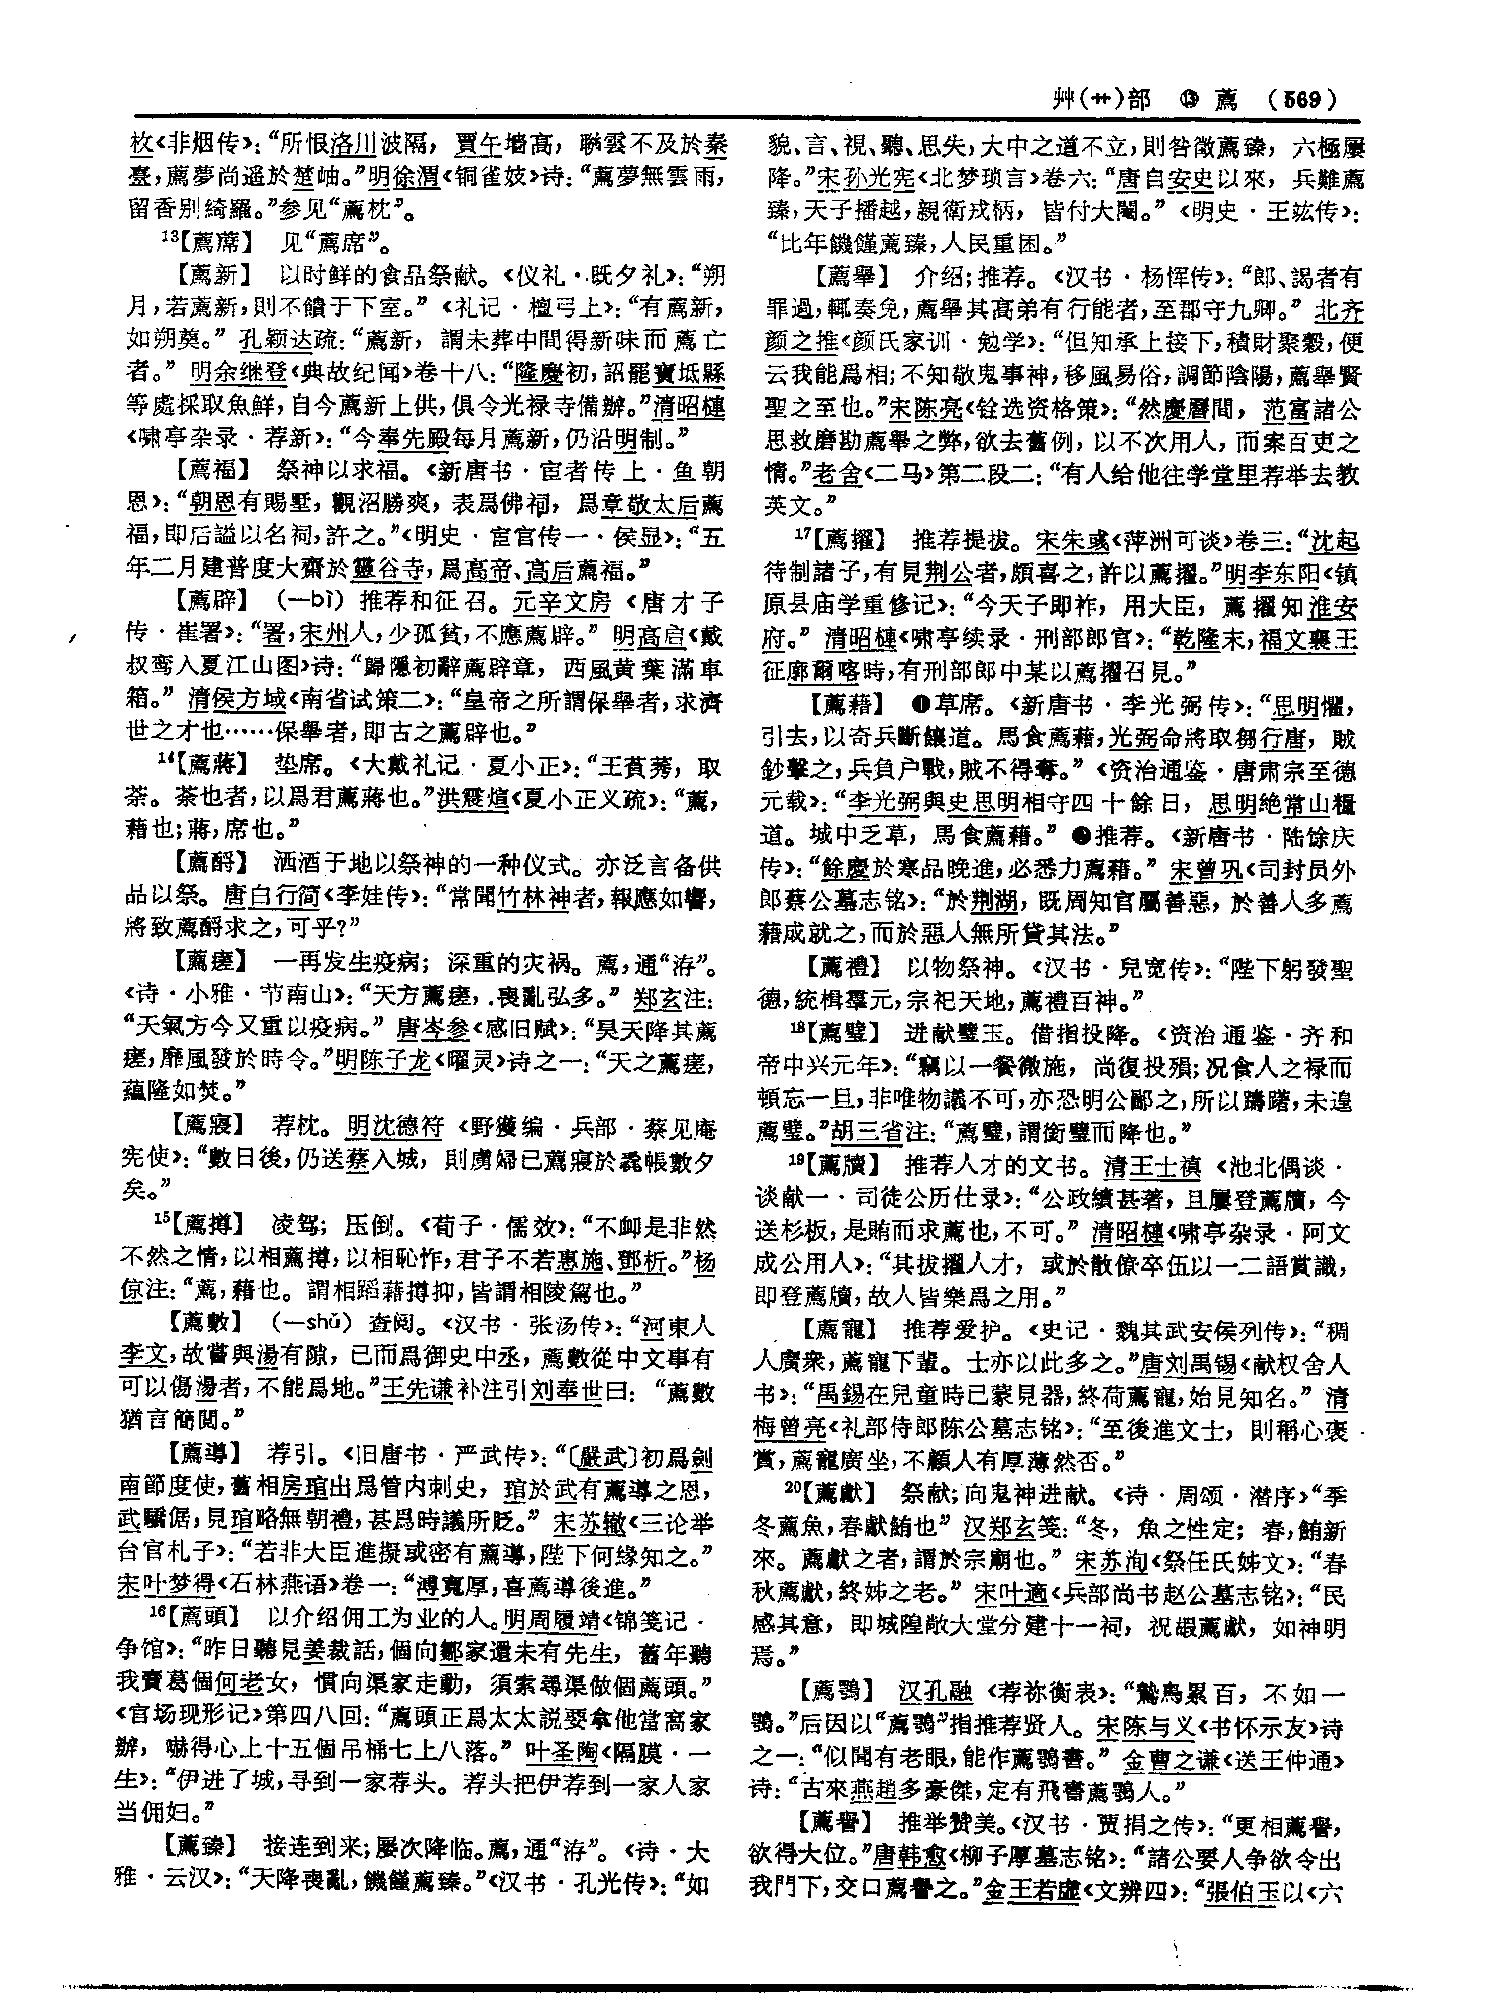 艸(艹)部 ⑬ 薦 (569)
枚《非烟传》：“所恨洛川波隔，賈午墙高，聯雲不及於秦
臺，薦夢尚遥於楚岫。”明徐渭《铜雀妓》诗：“薦夢無雲雨，
留香别綺羅。”参见“薦枕”。
13【薦蓆】 见“薦席”。
【薦新】 以时鲜的食品祭献。《仪礼·既夕礼》：“朔
月，若薦新，則不饋于下室。”《礼记·檀弓上》：“有薦新，
如朔奠。”孔颖达疏：“薦新，謂未葬中間得新味而薦亡
者。”明余继登《典故纪闻》卷十八：“隆慶初，詔罷寶坻縣
等處採取魚鮮，自今薦新上供，俱令光禄寺備辦。”清昭槤
《啸亭杂录·荐新》：“今奉先殿每月薦新，仍沿明制。”
【薦福】 祭神以求福。《新唐书·宦者传上·鱼朝
恩》：“朝恩有賜墅，觀沼勝爽，表爲佛祠，爲章敬太后薦
福，即后謚以名祠，許之。”《明史·宦官传一·侯显》：“五
年二月建普度大齋於靈谷寺，爲高帝、高后薦福。”
【薦辟】 （—bì）推荐和征召。元辛文房《唐才子
传·崔署》：“署，宋州人，少孤貧，不應薦辟。”明高启《戴
叔鸾入夏江山图》诗：“歸隱初辭薦辟章，西風黄葉滿車
箱。”清侯方域《南省试策二》：“皇帝之所謂保舉者，求濟
世之才也……保舉者，即古之薦辟也。”
14【薦蔣】 垫席。《大戴礼记·夏小正》：“王萯莠，取
荼。荼也者，以爲君薦蔣也。”洪震煊《夏小正义疏》：“薦，
藉也；蔣，席也。”
【薦酹】 洒酒于地以祭神的一种仪式。亦泛言备供
品以祭。唐白行简《李娃传》：“常聞竹林神者，報應如響，
將致薦酹求之，可乎？”
【薦瘥】 一再发生疫病；深重的灾祸。薦，通“洊”。
《诗·小雅·节南山》：“天方薦瘥，喪亂弘多。”郑玄注：
“天氣方今又重以疫病。”唐岑参《感旧赋》：“昊天降其薦
瘥，靡風發於時令。”明陈子龙《曜灵》诗之一：“天之薦瘥，
藴隆如焚。”
【薦寢】 荐枕。明沈德符《野獲编·兵部·蔡见庵
宪使》：“數日後，仍送蔡入城，則虜婦已薦寢於毳帳數夕
矣。”
15【薦撙】 凌驾；压倒。《荀子·儒效》：“不卹是非然
不然之情，以相薦撙，以相恥怍，君子不若惠施、鄧析。”杨
倞注：“薦，藉也。謂相蹈藉撙抑，皆謂相陵駕也。”
【薦數】 （—shǔ）查阅。《汉书·张汤传》：“河東人
李文，故嘗與湯有隙，已而爲御史中丞，薦數從中文事有
可以傷湯者，不能爲地。”王先谦补注引刘奉世曰：“薦數
猶言簡閲。”
【薦導】 荐引。《旧唐书·严武传》：“〔嚴武〕初爲劍
南節度使，舊相房琯出爲管内刺史，琯於武有薦導之恩，
武驕倨，見琯略無朝禮，甚爲時議所貶。”宋苏辙《三论举
台官札子》：“若非大臣進擬或密有薦導，陛下何缘知之。”
宋叶梦得《石林燕语》卷一：“溥寬厚，喜薦導後進。”
16【薦頭】 以介绍佣工为业的人。明周履靖《锦笺记·
争馆》：“昨日聽見姜裁話，個向鄒家還未有先生，舊年聽
我賣葛個何老女，慣向渠家走動，須索尋渠做個薦頭。”
《官场现形记》第四八回：“薦頭正爲太太説要拿他當窩家
辦，嚇得心上十五個吊桶七上八落。”叶圣陶《隔膜·一
生》：“伊进了城，寻到一家荐头。荐头把伊荐到一家人家
当佣妇。”
【薦臻】 接连到来；屡次降临。薦，通“洊”。《诗·大
雅·云汉》：“天降喪亂，饑饉薦臻。”《汉书·孔光传》：“如
貌、言、視、聽、思失，大中之道不立，則咎徵薦臻，六極屢
降。”宋孙光宪《北梦琐言》卷六：“唐自安史以來，兵難薦
臻，天子播越，親衛戎柄，皆付大閹。”《明史·王竑传》：
“比年饑饉薦臻，人民重困。”
【薦舉】 介绍；推荐。《汉书·杨恽传》：“郎、謁者有
罪過，輒奏免，薦舉其高弟有行能者，至郡守九卿。”北齐
颜之推《颜氏家训·勉学》：“但知承上接下，積財聚穀，便
云我能爲相；不知敬鬼事神，移風易俗，調節陰陽，薦舉賢
聖之至也。”宋陈亮《铨选资格策》：“然慶曆間，范富諸公
思救磨勘薦舉之弊，欲去舊例，以不次用人，而案百吏之
惰。”老舍《二马》第二段二：“有人给他往学堂里荐举去教
英文。”
17【薦擢】 推荐提拔。宋朱彧《萍洲可谈》卷三：“沈起
待制諸子，有見荆公者，頗喜之，許以薦擢。”明李东阳《镇
原县庙学重修记》：“今天子即祚，用大臣，薦擢知淮安
府。”清昭槤《啸亭续录·刑部郎官》：“乾隆末，福文襄王
征廓爾喀時，有刑部郎中某以薦擢召見。”
【薦藉】 ❶草席。《新唐书·李光弼传》：“思明懼，
引去，以奇兵斷饟道。馬食薦藉，光弼命將取芻行唐，賊
鈔擊之，兵負户戰，賊不得奪。”《资治通鉴·唐肃宗至德
元载》：“李光弼與史思明相守四十餘日，思明絶常山糧
道。城中乏草，馬食薦藉。”❷推荐。《新唐书·陆馀庆
传》：“餘慶於寒品晚進，必悉力薦藉。”宋曾巩《司封员外
郎蔡公墓志铭》：“於荆湖，既周知官屬善惡，於善人多薦
藉成就之，而於惡人無所貸其法。”
【薦禮】 以物祭神。《汉书·兒宽传》：“陛下躬發聖
德，統楫羣元，宗祀天地，薦禮百神。”
18【薦璧】 进献璧玉。借指投降。《资治通鉴·齐和
帝中兴元年》：“竊以一餐微施，尚復投殞；况食人之禄而
頓忘一旦，非唯物議不可，亦恐明公鄙之，所以躊躇，未遑
薦璧。”胡三省注：“薦璧，謂銜璧而降也。”
19【薦牘】 推荐人才的文书。清王士禛《池北偶谈·
谈献一·司徒公历仕录》：“公政績甚著，且屢登薦牘，今
送杉板，是賄而求薦也，不可。”清昭槤《啸亭杂录·阿文
成公用人》：“其拔擢人才，或於散僚卒伍以一二語賞識，
即登薦牘，故人皆樂爲之用。”
【薦寵】 推荐爱护。《史记·魏其武安侯列传》：“稠
人廣衆，薦寵下輩。士亦以此多之。”唐刘禹锡《献权舍人
书》：“禹錫在兒童時已蒙見器，終荷薦寵，始見知名。”清
梅曾亮《礼部侍郎陈公墓志铭》：“至後進文士，則稱心褒
賞，薦寵廣坐，不顧人有厚薄然否。”
20【薦獻】 祭献；向鬼神进献。《诗·周颂·潜序》“季
冬薦魚，春獻鮪也”汉郑玄笺：“冬，魚之性定；春，鮪新
來。薦獻之者，謂於宗廟也。”宋苏洵《祭任氏姊文》：“春
秋薦獻，終姊之老。”宋叶適《兵部尚书赵公墓志铭》：“民
感其意，即城隍敞大堂分建十一祠，祝嘏薦獻，如神明
焉。”
【薦鶚】 汉孔融《荐祢衡表》：“鷙鳥累百，不如一
鶚。”后因以“薦鶚”指推荐贤人。宋陈与义《书怀示友》诗
之一：“似聞有老眼，能作薦鶚書。”金曹之谦《送王仲通》
诗：“古來燕趙多豪傑，定有飛書薦鶚人。”
【薦譽】 推举赞美。《汉书·贾捐之传》：“更相薦譽，
欲得大位。”唐韩愈《柳子厚墓志铭》：“諸公要人争欲令出
我門下，交口薦譽之。”金王若虚《文辨四》：“張伯玉以《六